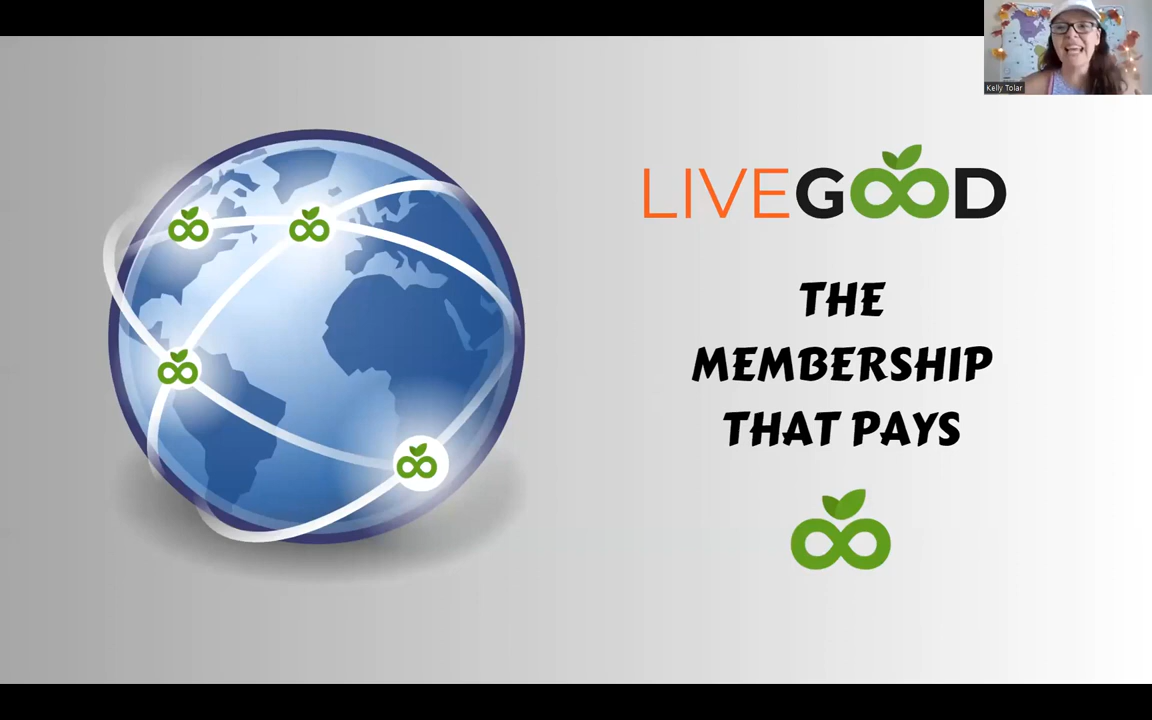 Kelly Tolar
LIVEGOOD
THE
MEMBERSHIP
THAT PAYS